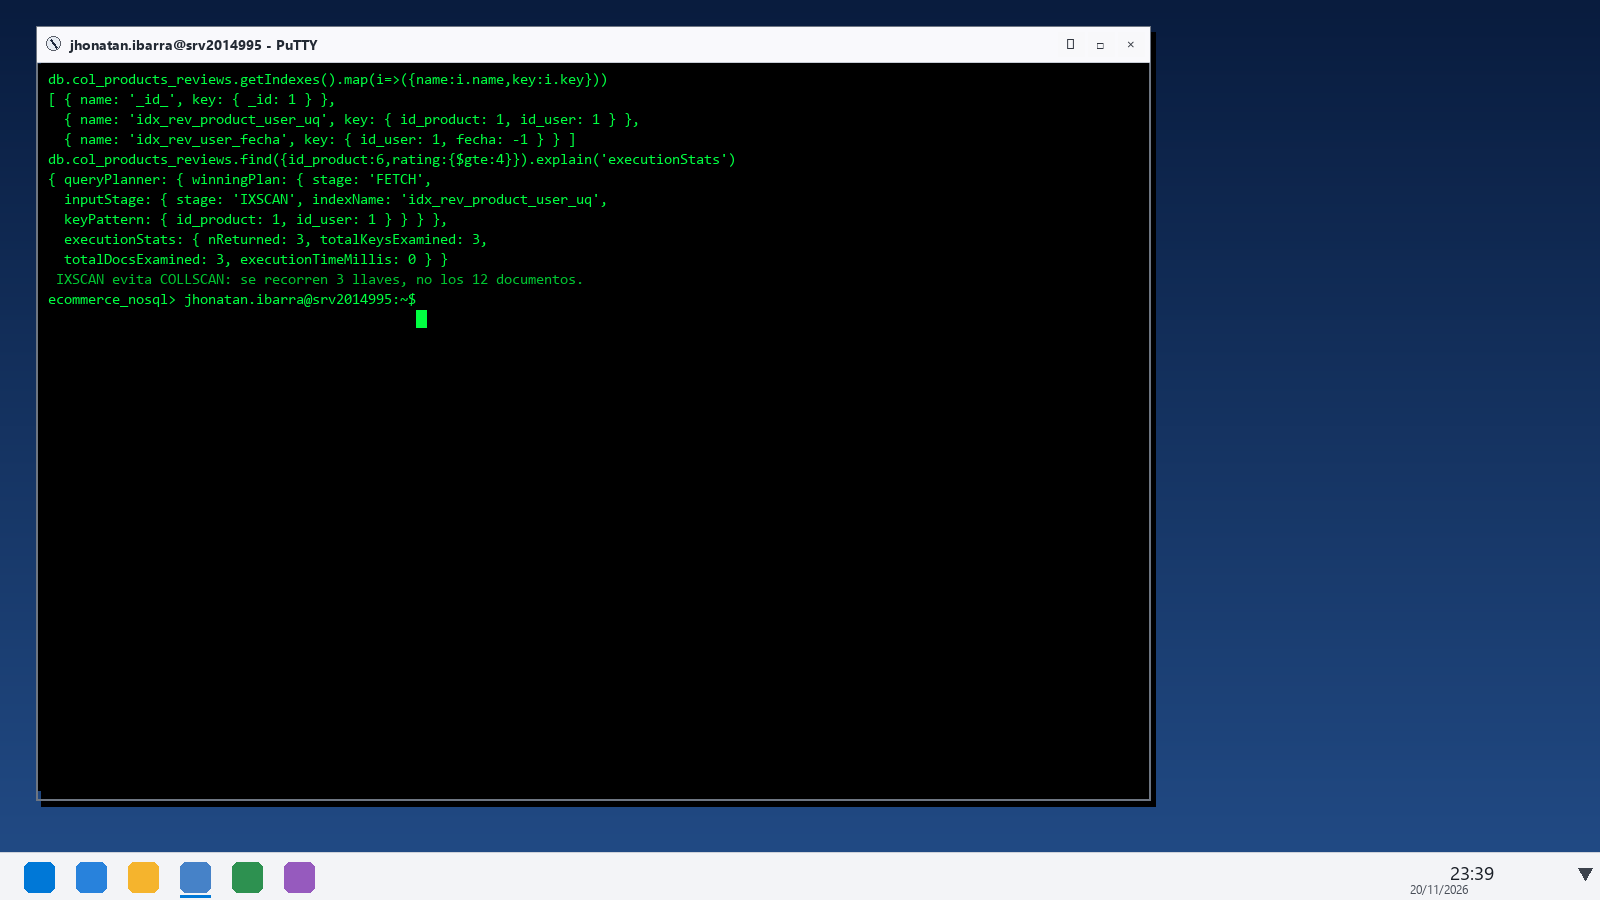 jhonatan.ibarra@srv2014995 - PuTTY
db.col_products_reviews.getIndexes().map(i=>({name:i.name,key:i.key}))
[ { name: '_id_', key: { _id: 1 } },
  { name: 'idx_rev_product_user_uq', key: { id_product: 1, id_user: 1 } },
  { name: 'idx_rev_user_fecha', key: { id_user: 1, fecha: -1 } } ]
db.col_products_reviews.find({id_product:6,rating:{$gte:4}}).explain('executionStats')
{ queryPlanner: { winningPlan: { stage: 'FETCH',
  inputStage: { stage: 'IXSCAN', indexName: 'idx_rev_product_user_uq',
  keyPattern: { id_product: 1, id_user: 1 } } } },
  executionStats: { nReturned: 3, totalKeysExamined: 3,
  totalDocsExamined: 3, executionTimeMillis: 0 } }
 IXSCAN evita COLLSCAN: se recorren 3 llaves, no los 12 documentos.
ecommerce_nosql> jhonatan.ibarra@srv2014995:~$
23:39
20/11/2026